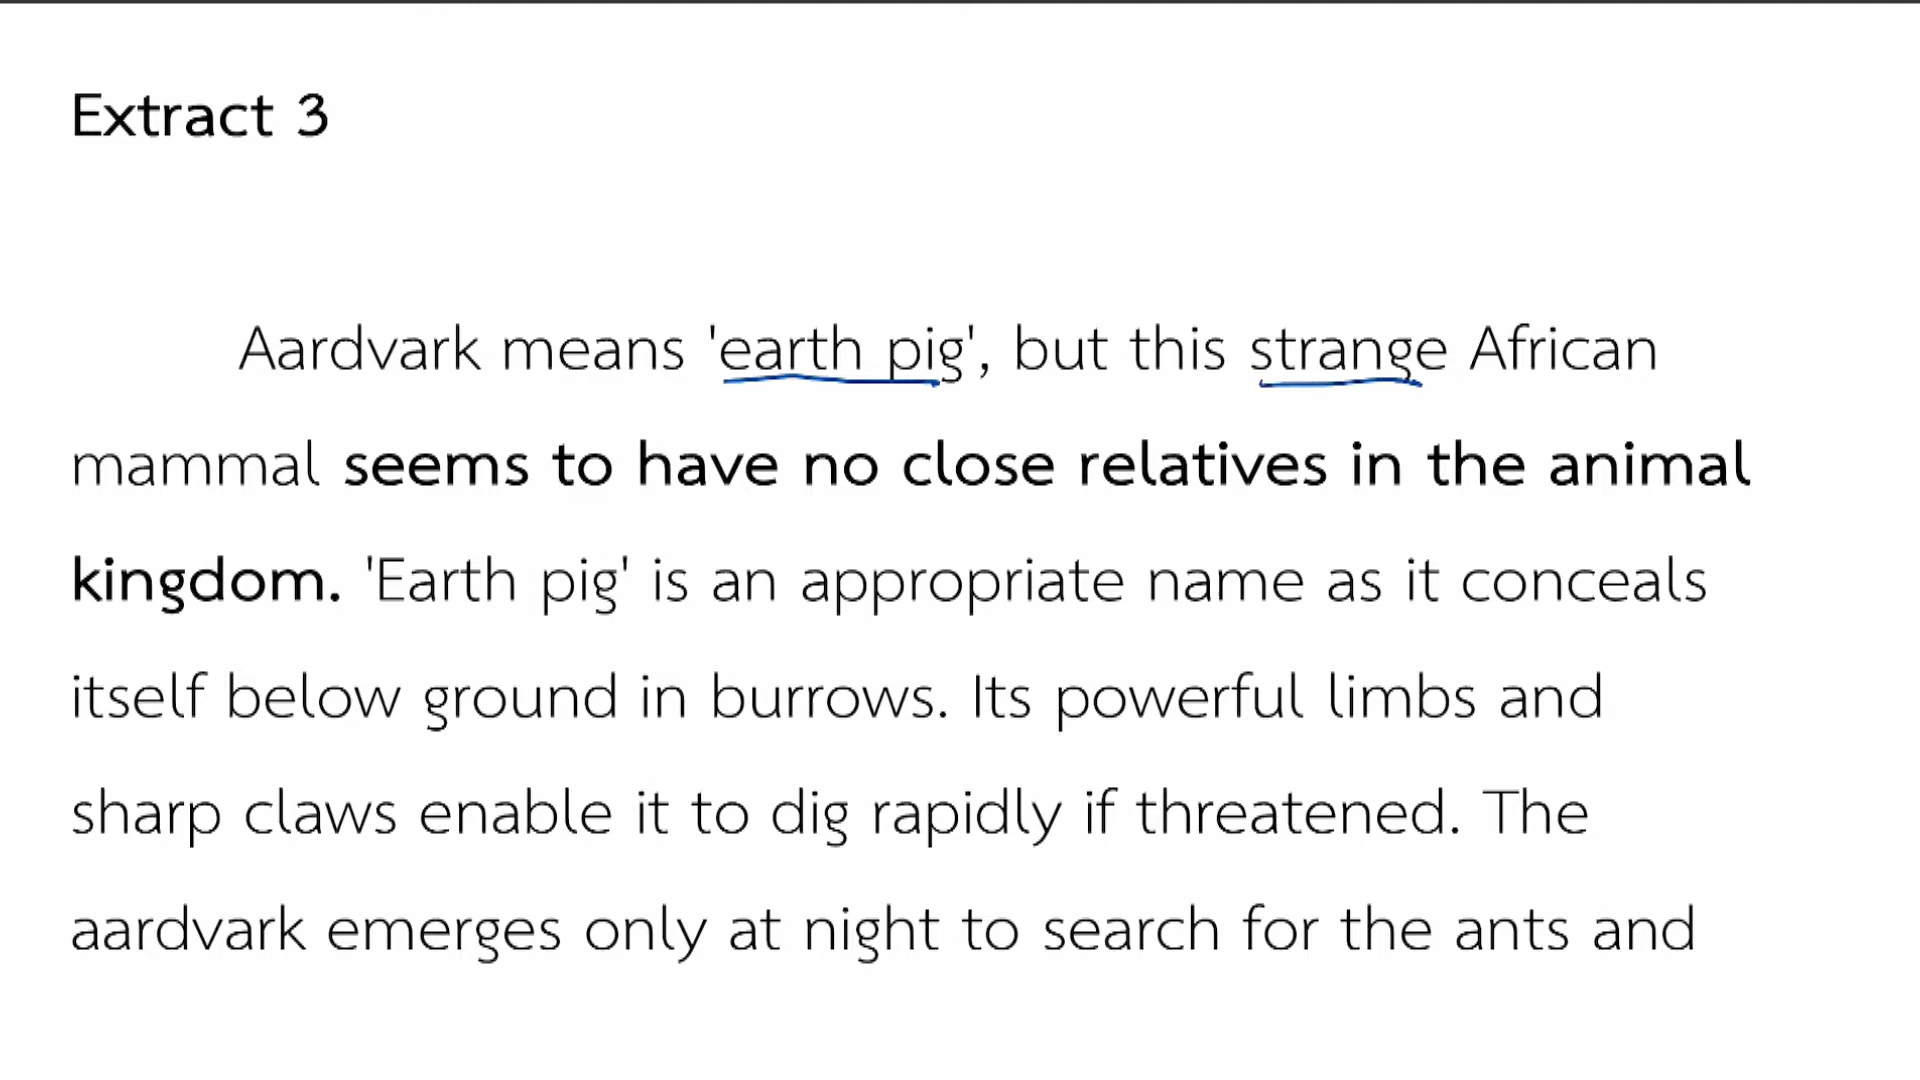 Extract 3
Aardvark means 'earth pig', but this strange African
mammal seems to have no close relatives in the animal
kingdom. 'Earth pig' is an appropriate name as it conceals
itself below ground in burrows. Its powerful limbs and
sharp claws enable it to dig rapidly if threatened. The
aardvark emerges only at night to search for the ants and